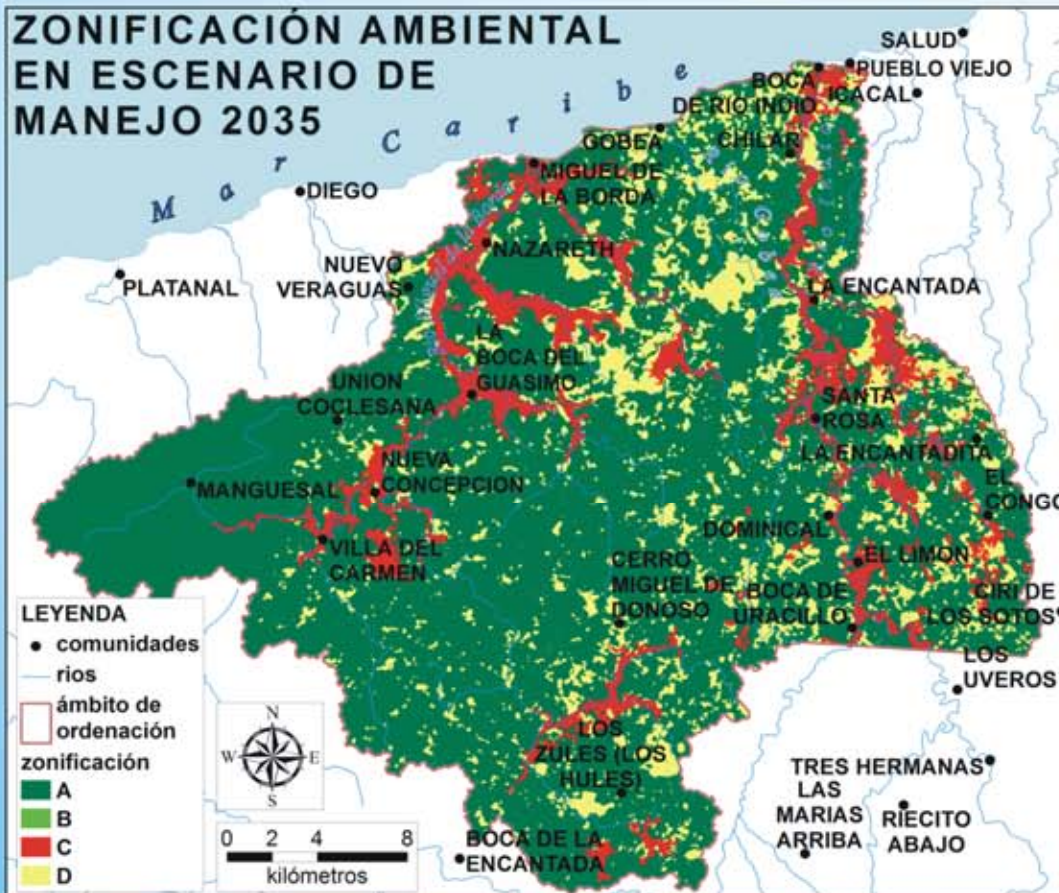 ZONIFICACIÓN AMBIENTAL
EN ESCENARIO DE
MANEJO 2035
Mar Caribe
SALUD
PUEBLO VIEJO
BOCA
DE RIO INDIO
ICACAL
GOBEA
CHILAR
MIGUEL DE
LA BORDA
DIEGO
NAZARETH
NUEVO
VERAGUAS
PLATANAL
LA ENCANTADA
LA
BOCA DEL
GUASIMO
UNION
COCLESANA
SANTA
ROSA
LA ENCANTADITA
NUEVA
CONCEPCION
MANGUESAL
EL
CONGO
DOMINICAL
VILLA DEL
CARMEN
EL LIMON
CERRO
MIGUEL DE
DONOSO
BOCA DE
URACILLO
CIRI DE
LOS SOTOS
LOS
UVEROS
LOS
ZULES (LOS
HULES)
TRES HERMANAS
LAS
MARIAS
ARRIBA
RIECITO
ABAJO
BOCA DE LA
ENCANTADA
LEYENDA
comunidades
rios
ámbito de
ordenación
zonificación
A
B
C
D
N
W E
S
0 2 4 8
kilómetros